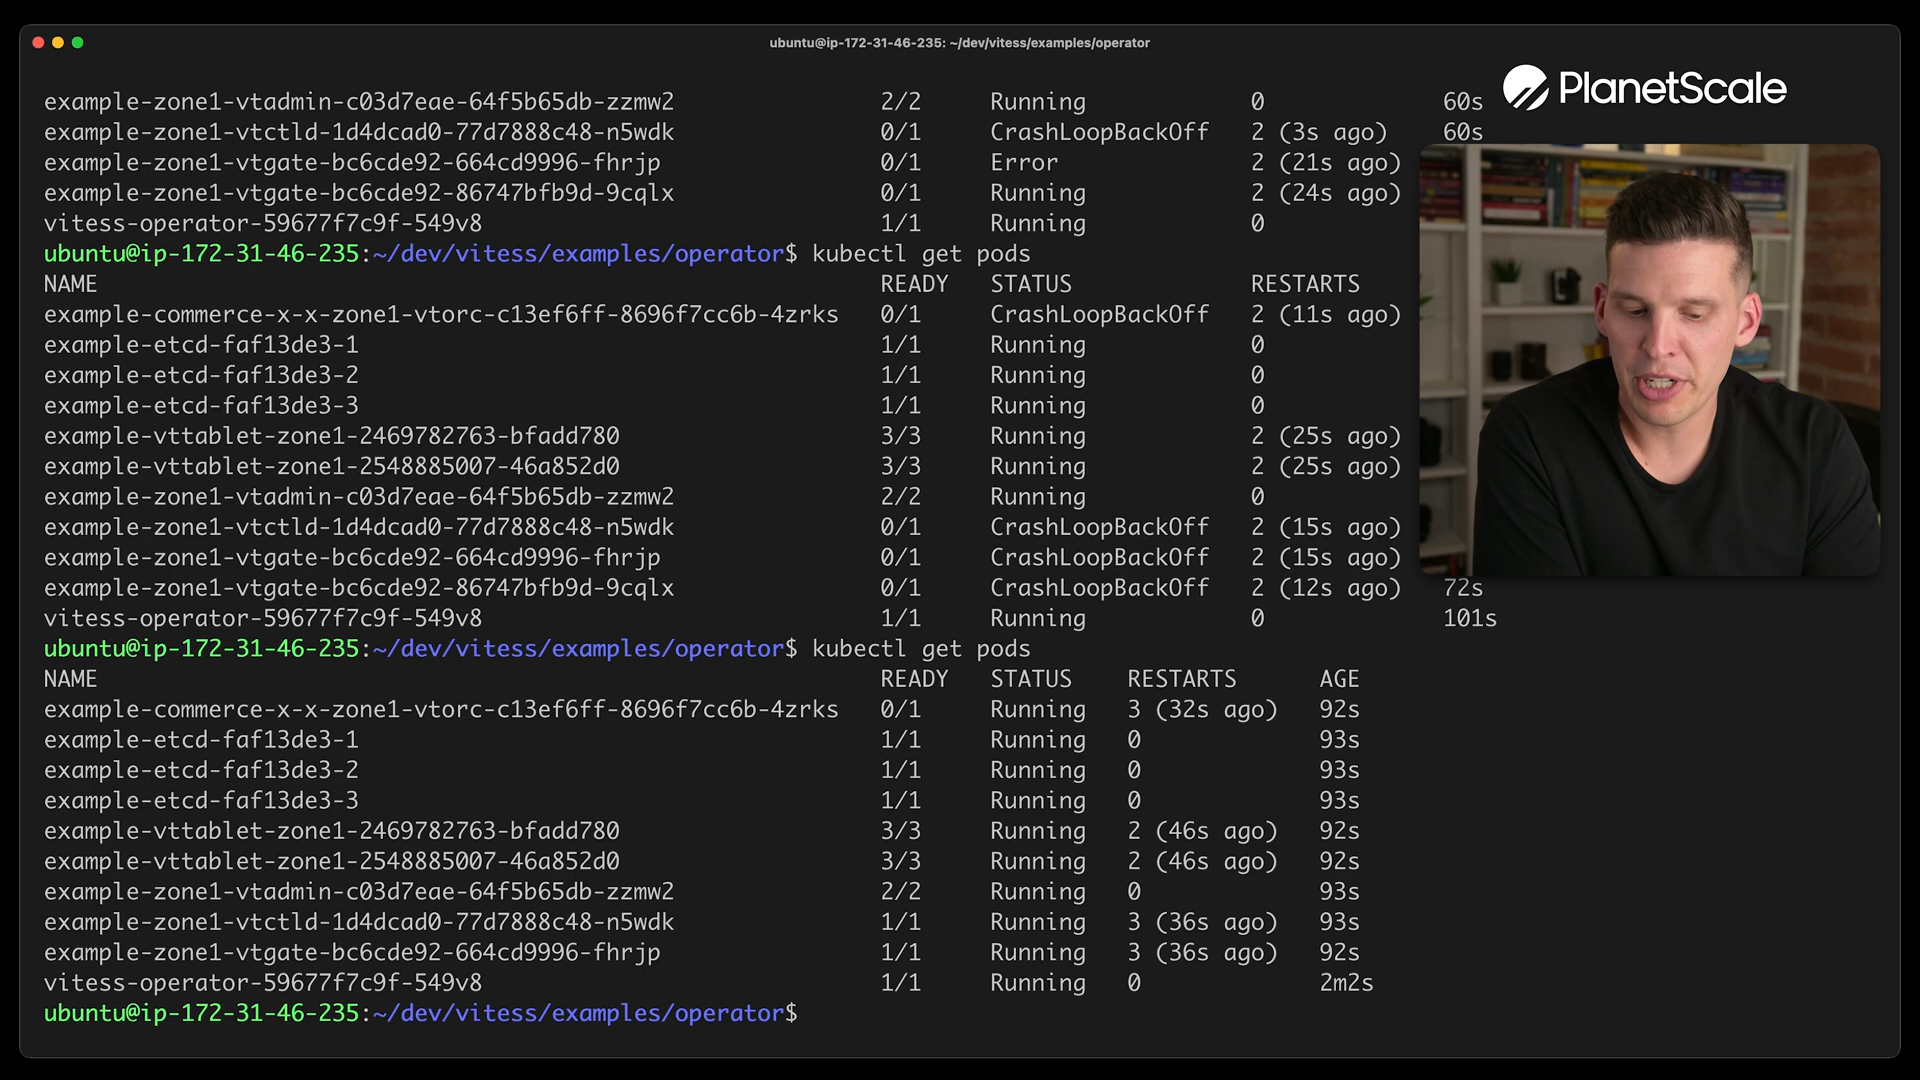 ubuntu@ip-172-31-46-235: ~/dev/vitess/examples/operator
PlanetScale
example-zone1-vtadmin-c03d7eae-64f5b65db-zzmw2 2/2 Running 0 60s
example-zone1-vtctld-1d4dcad0-77d7888c48-n5wdk 0/1 CrashLoopBackOff 2 (3s ago) 60s
example-zone1-vtgate-bc6cde92-664cd9996-fhrjp 0/1 Error 2 (21s ago)
example-zone1-vtgate-bc6cde92-86747bfb9d-9cqlx 0/1 Running 2 (24s ago)
vitess-operator-59677f7c9f-549v8 1/1 Running 0
ubuntu@ip-172-31-46-235:~/dev/vitess/examples/operator$ kubectl get pods
NAME READY STATUS RESTARTS
example-commerce-x-x-zone1-vtorc-c13ef6ff-8696f7cc6b-4zrks 0/1 CrashLoopBackOff 2 (11s ago)
example-etcd-faf13de3-1 1/1 Running 0
example-etcd-faf13de3-2 1/1 Running 0
example-etcd-faf13de3-3 1/1 Running 0
example-vttablet-zone1-2469782763-bfadd780 3/3 Running 2 (25s ago)
example-vttablet-zone1-2548885007-46a852d0 3/3 Running 2 (25s ago)
example-zone1-vtadmin-c03d7eae-64f5b65db-zzmw2 2/2 Running 0
example-zone1-vtctld-1d4dcad0-77d7888c48-n5wdk 0/1 CrashLoopBackOff 2 (15s ago)
example-zone1-vtgate-bc6cde92-664cd9996-fhrjp 0/1 CrashLoopBackOff 2 (15s ago)
example-zone1-vtgate-bc6cde92-86747bfb9d-9cqlx 0/1 CrashLoopBackOff 2 (12s ago) 72s
vitess-operator-59677f7c9f-549v8 1/1 Running 0 101s
ubuntu@ip-172-31-46-235:~/dev/vitess/examples/operator$ kubectl get pods
NAME READY STATUS RESTARTS AGE
example-commerce-x-x-zone1-vtorc-c13ef6ff-8696f7cc6b-4zrks 0/1 Running 3 (32s ago) 92s
example-etcd-faf13de3-1 1/1 Running 0 93s
example-etcd-faf13de3-2 1/1 Running 0 93s
example-etcd-faf13de3-3 1/1 Running 0 93s
example-vttablet-zone1-2469782763-bfadd780 3/3 Running 2 (46s ago) 92s
example-vttablet-zone1-2548885007-46a852d0 3/3 Running 2 (46s ago) 92s
example-zone1-vtadmin-c03d7eae-64f5b65db-zzmw2 2/2 Running 0 93s
example-zone1-vtctld-1d4dcad0-77d7888c48-n5wdk 1/1 Running 3 (36s ago) 93s
example-zone1-vtgate-bc6cde92-664cd9996-fhrjp 1/1 Running 3 (36s ago) 92s
vitess-operator-59677f7c9f-549v8 1/1 Running 0 2m2s
ubuntu@ip-172-31-46-235:~/dev/vitess/examples/operator$